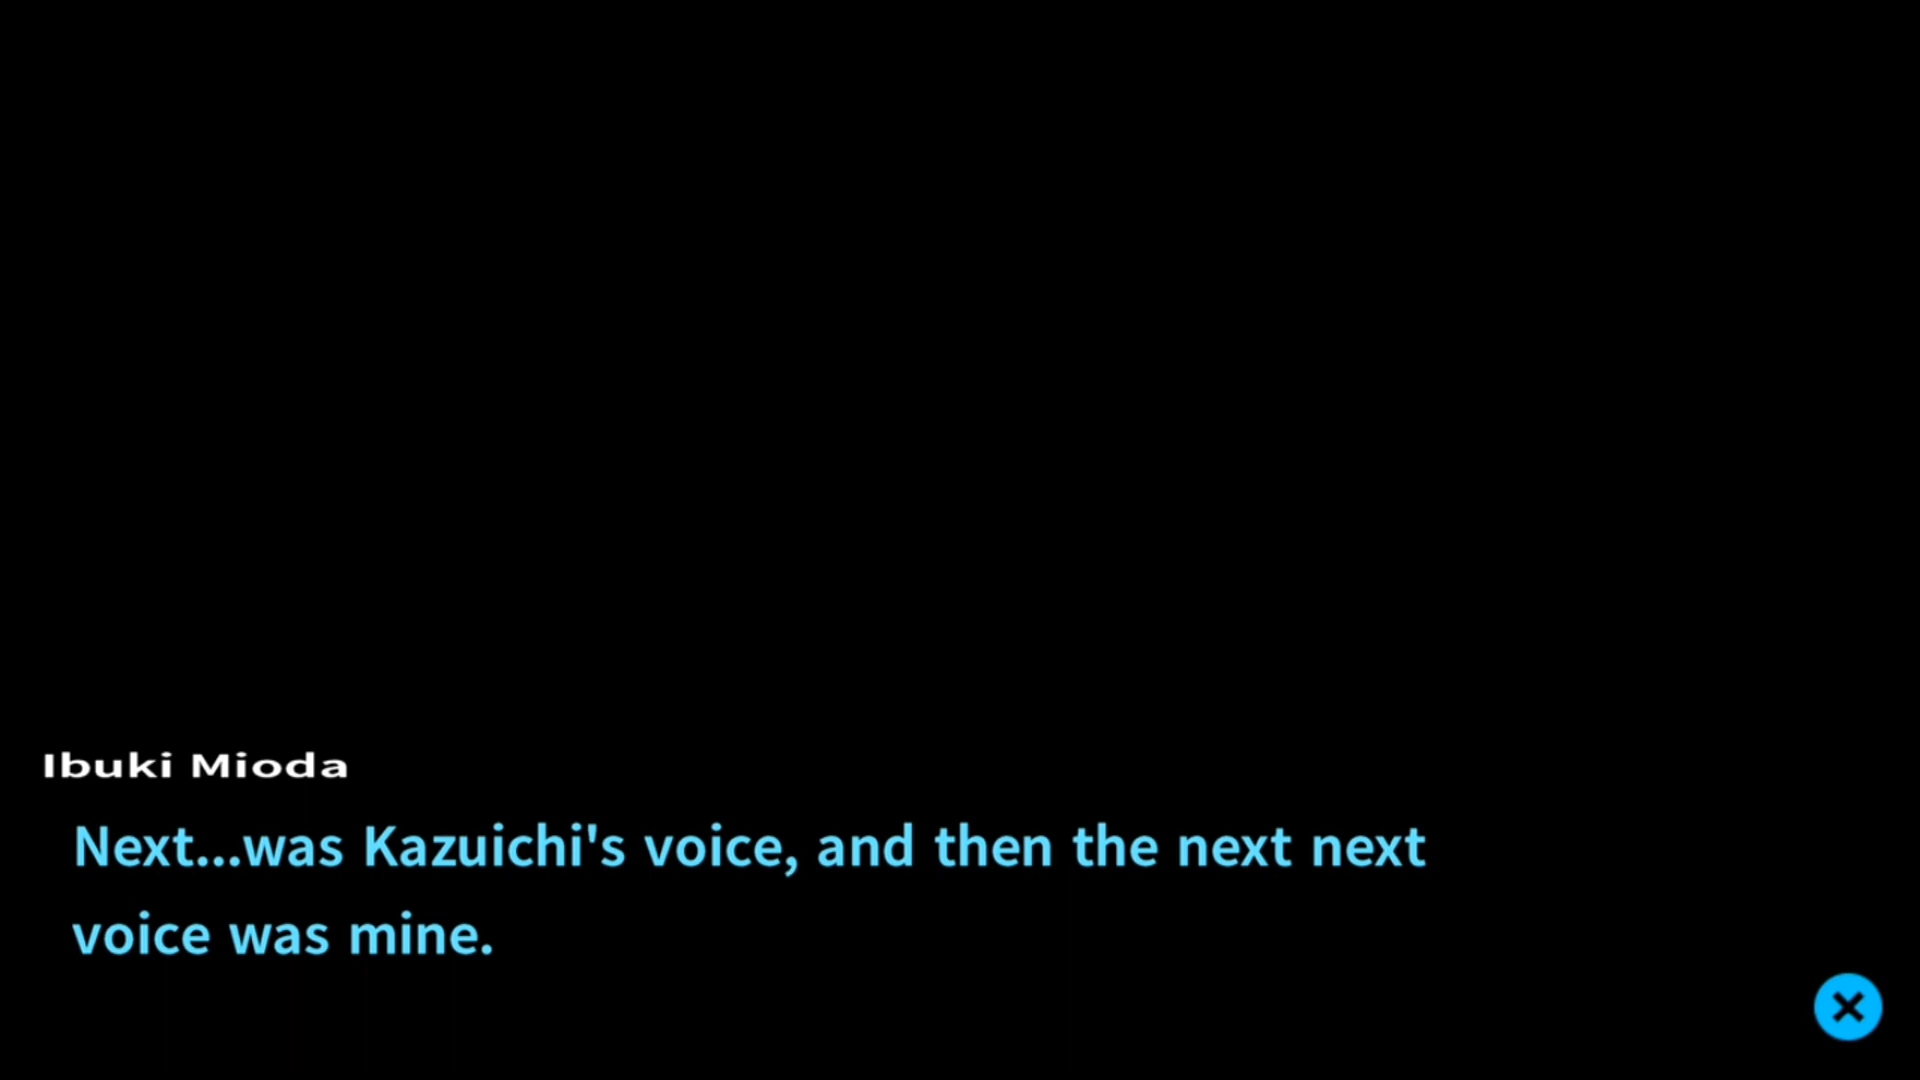 Ibuki Mioda
Next...was Kazuichi's voice, and then the next next
voice was mine.